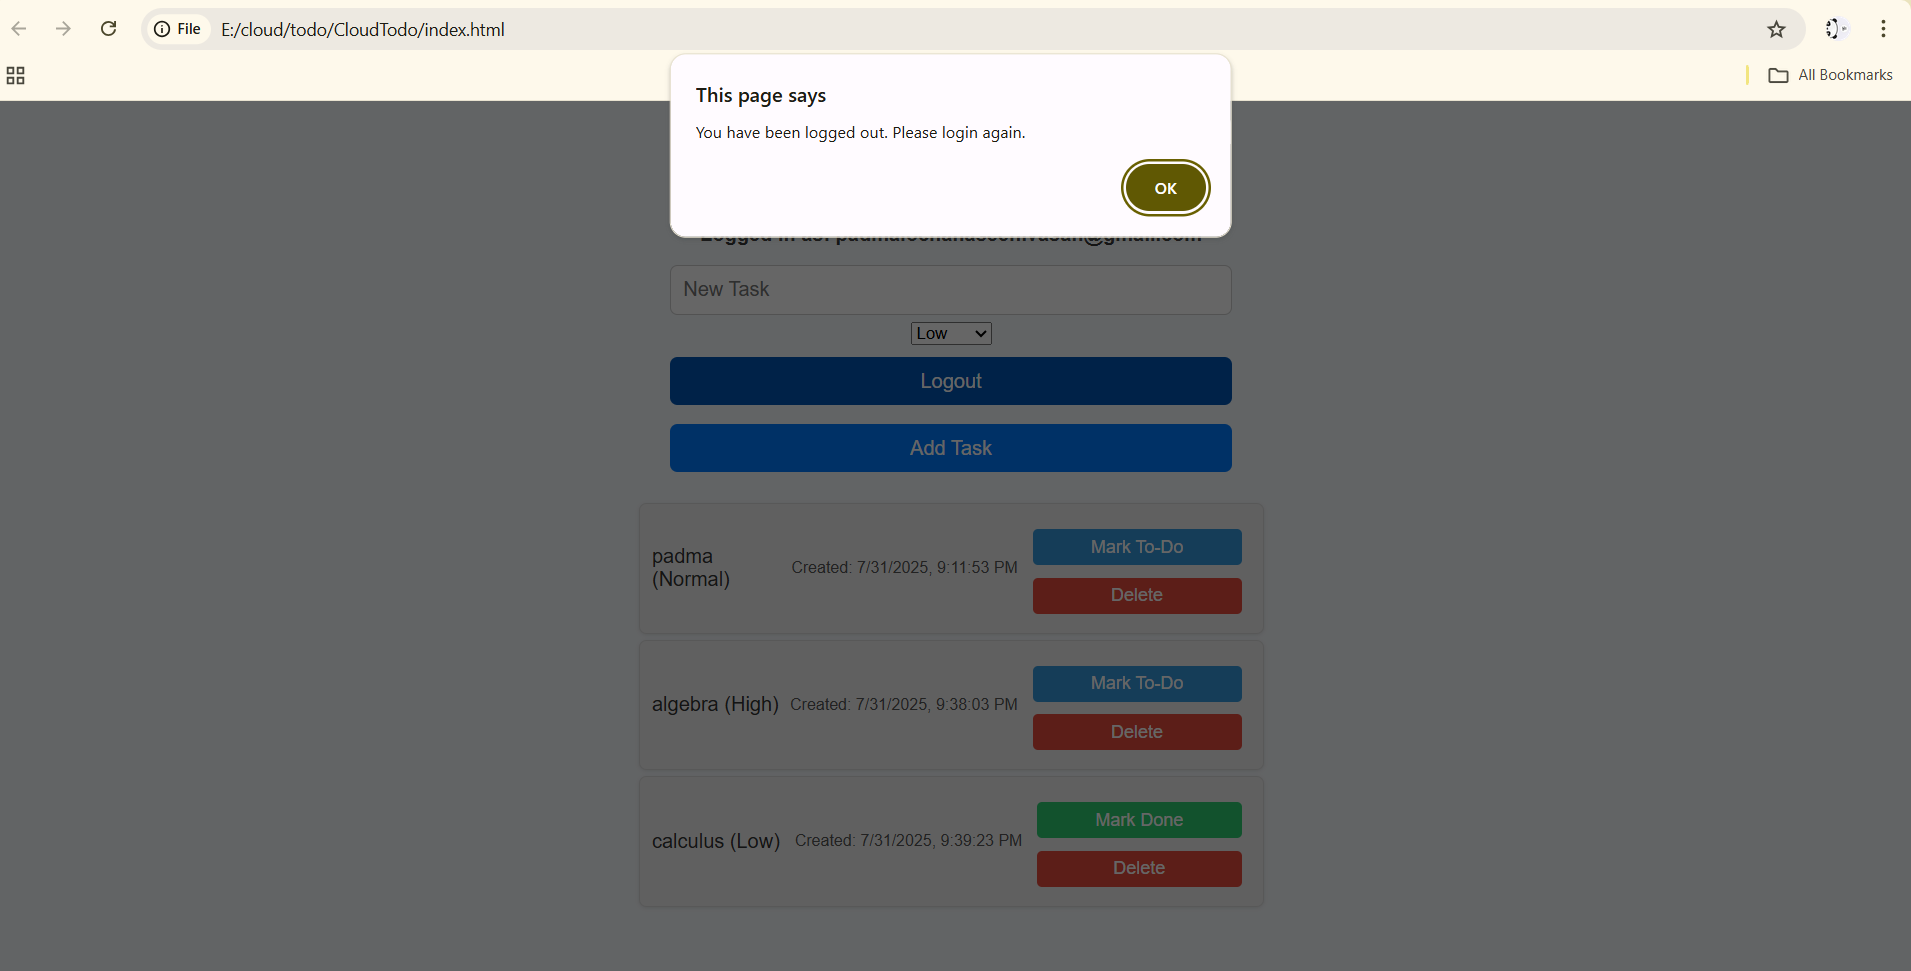 File E:/cloud/todo/CloudTodo/index.html
All Bookmarks
This page says
You have been logged out. Please login again.
OK
New Task
Low
Logout
Add Task
padma
(Normal)
Created: 7/31/2025, 9:11:53 PM
Mark To-Do
Delete
algebra (High)
Created: 7/31/2025, 9:38:03 PM
Mark To-Do
Delete
calculus (Low)
Created: 7/31/2025, 9:39:23 PM
Mark Done
Delete